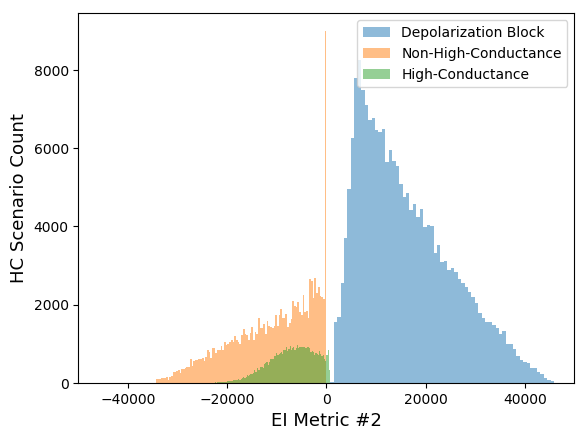 Depolarization Block
Non-High-Conductance
High-Conductance
HC Scenario Count
8000
6000
4000
2000
0
−40000 −20000 0 20000 40000
EI Metric #2